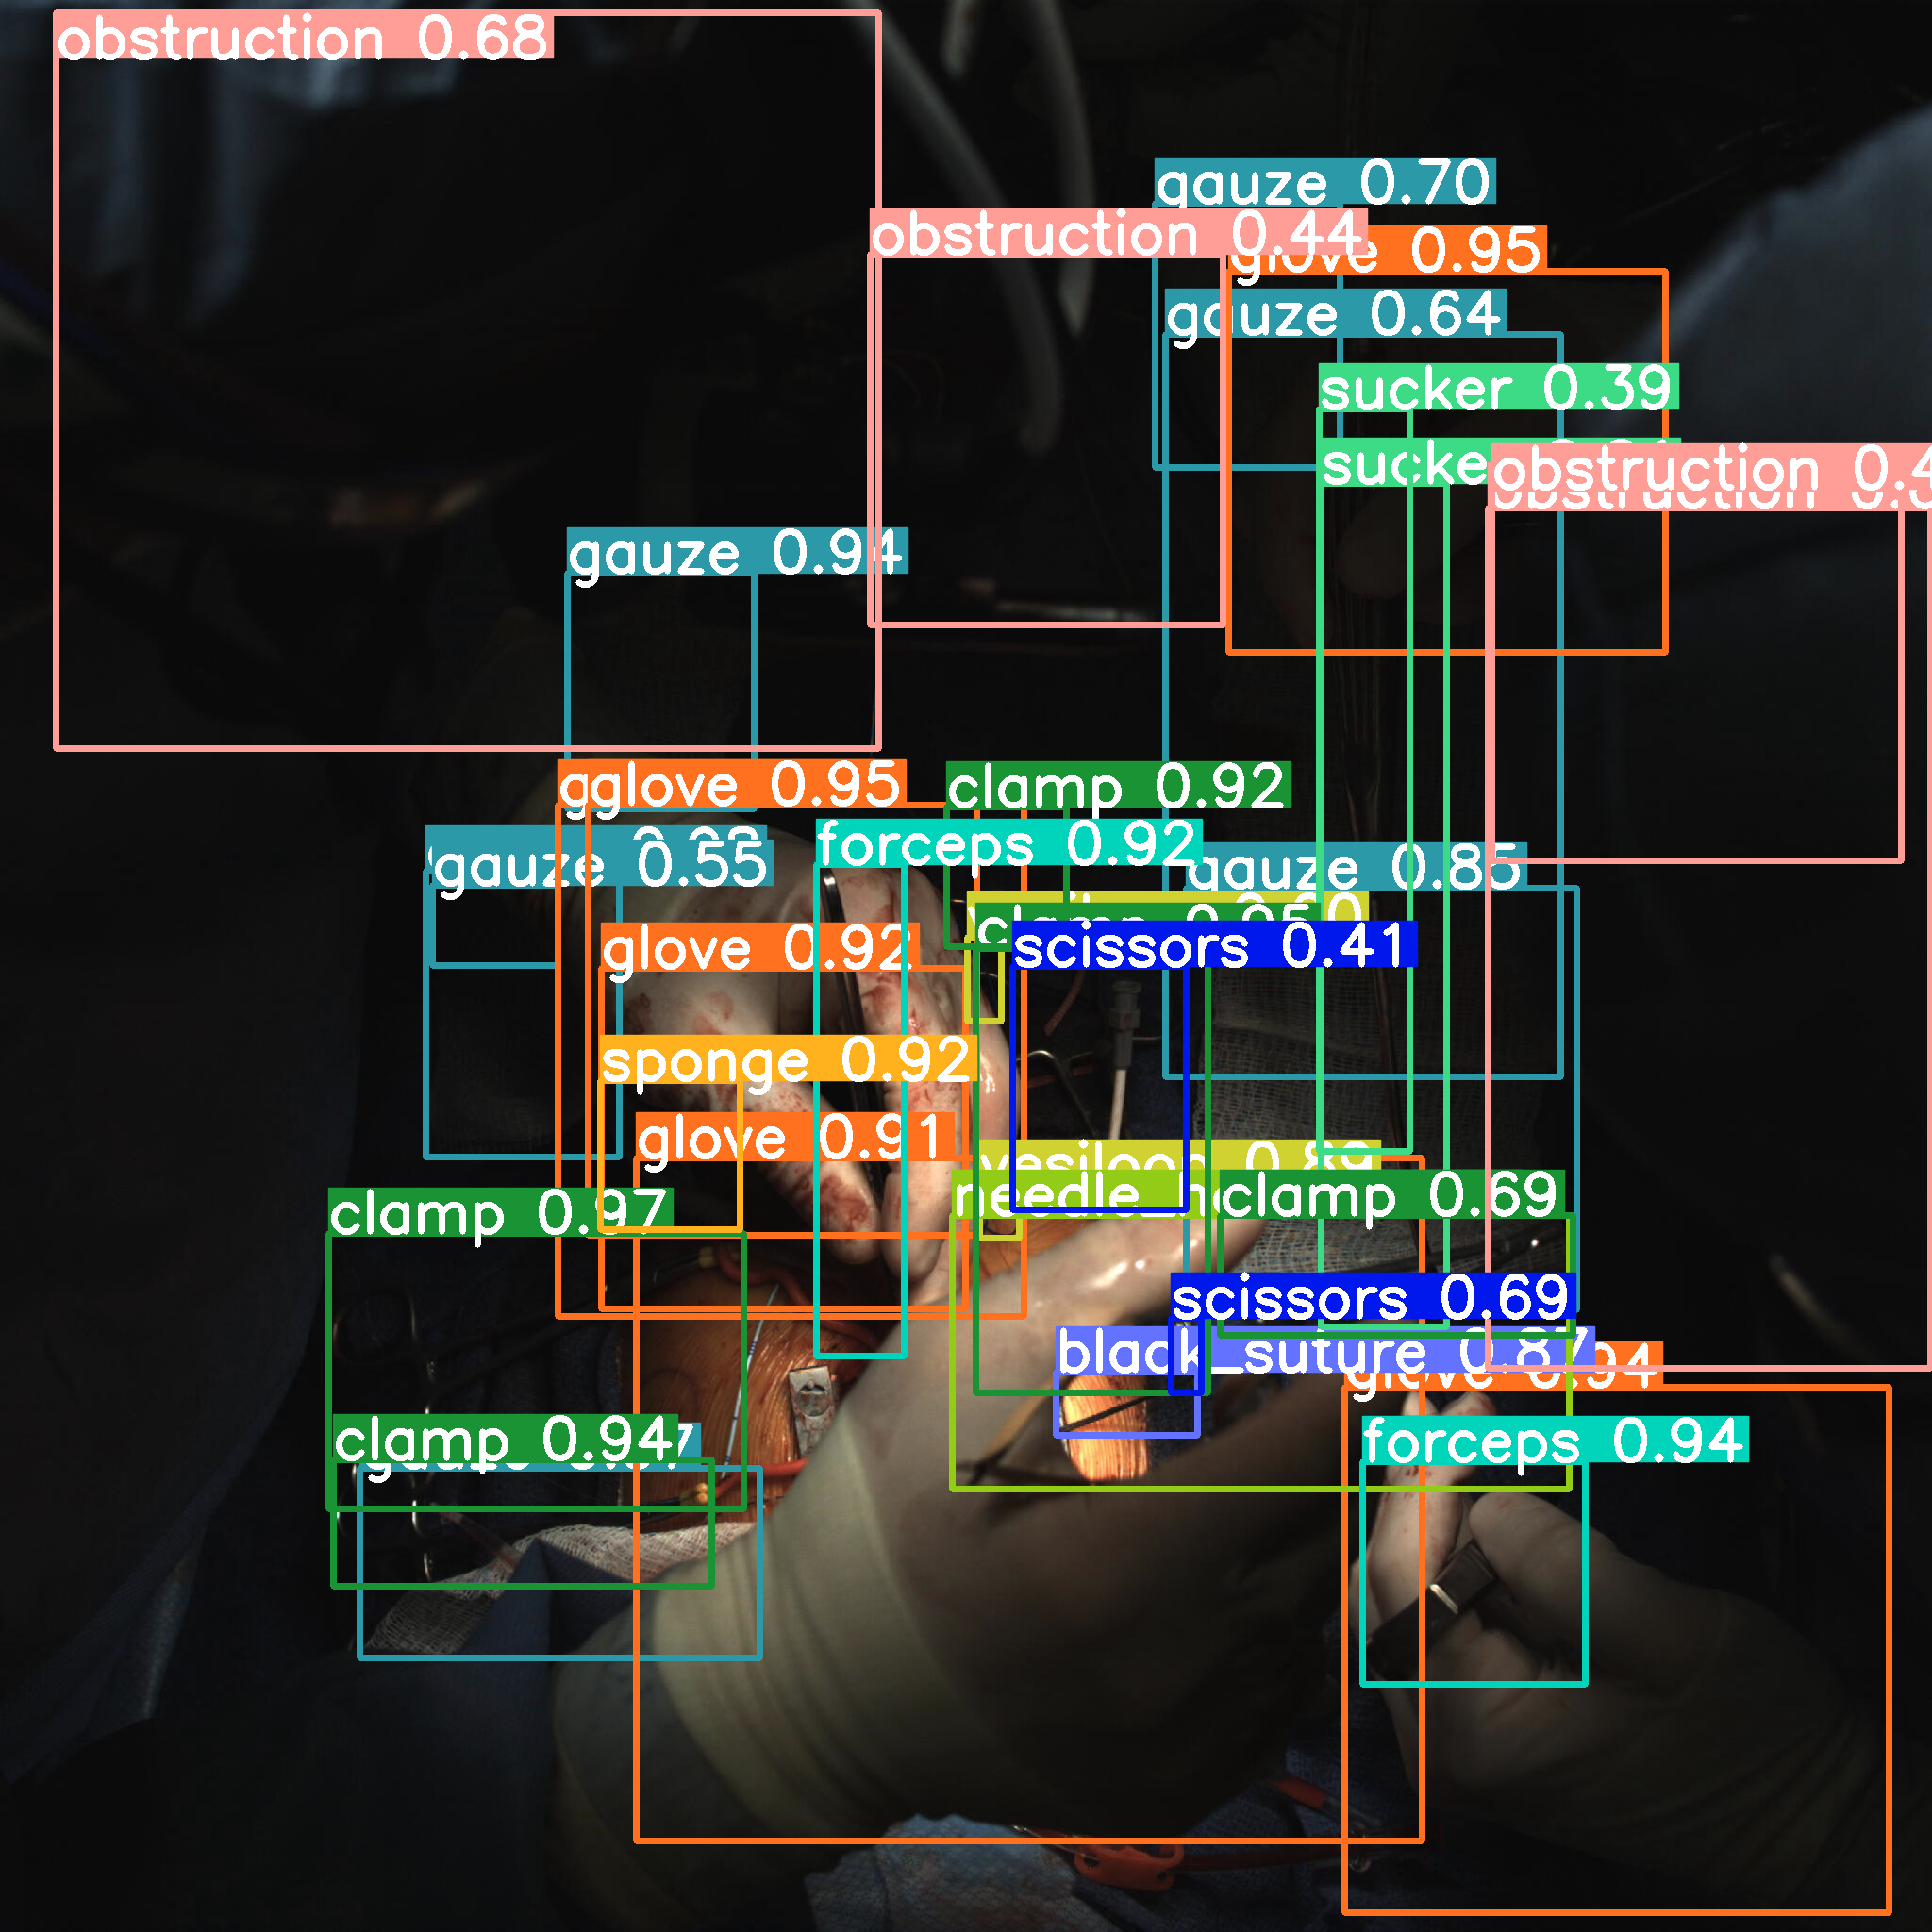 obstruction 0.68
gauze 0.70
obstruction 0.44
glove 0.95
gauze 0.64
sucker 0.39
obstruction
gauze 0.94
glove 0.95
clamp 0.92
forceps 0.92
gauze 0.55
gauze 0.85
glove 0.92
scissors 0.41
sponge 0.92
glove 0.91
clamp 0.69
clamp 0.97
scissors 0.69
black_suture 0.87
clamp 0.94
forceps 0.94